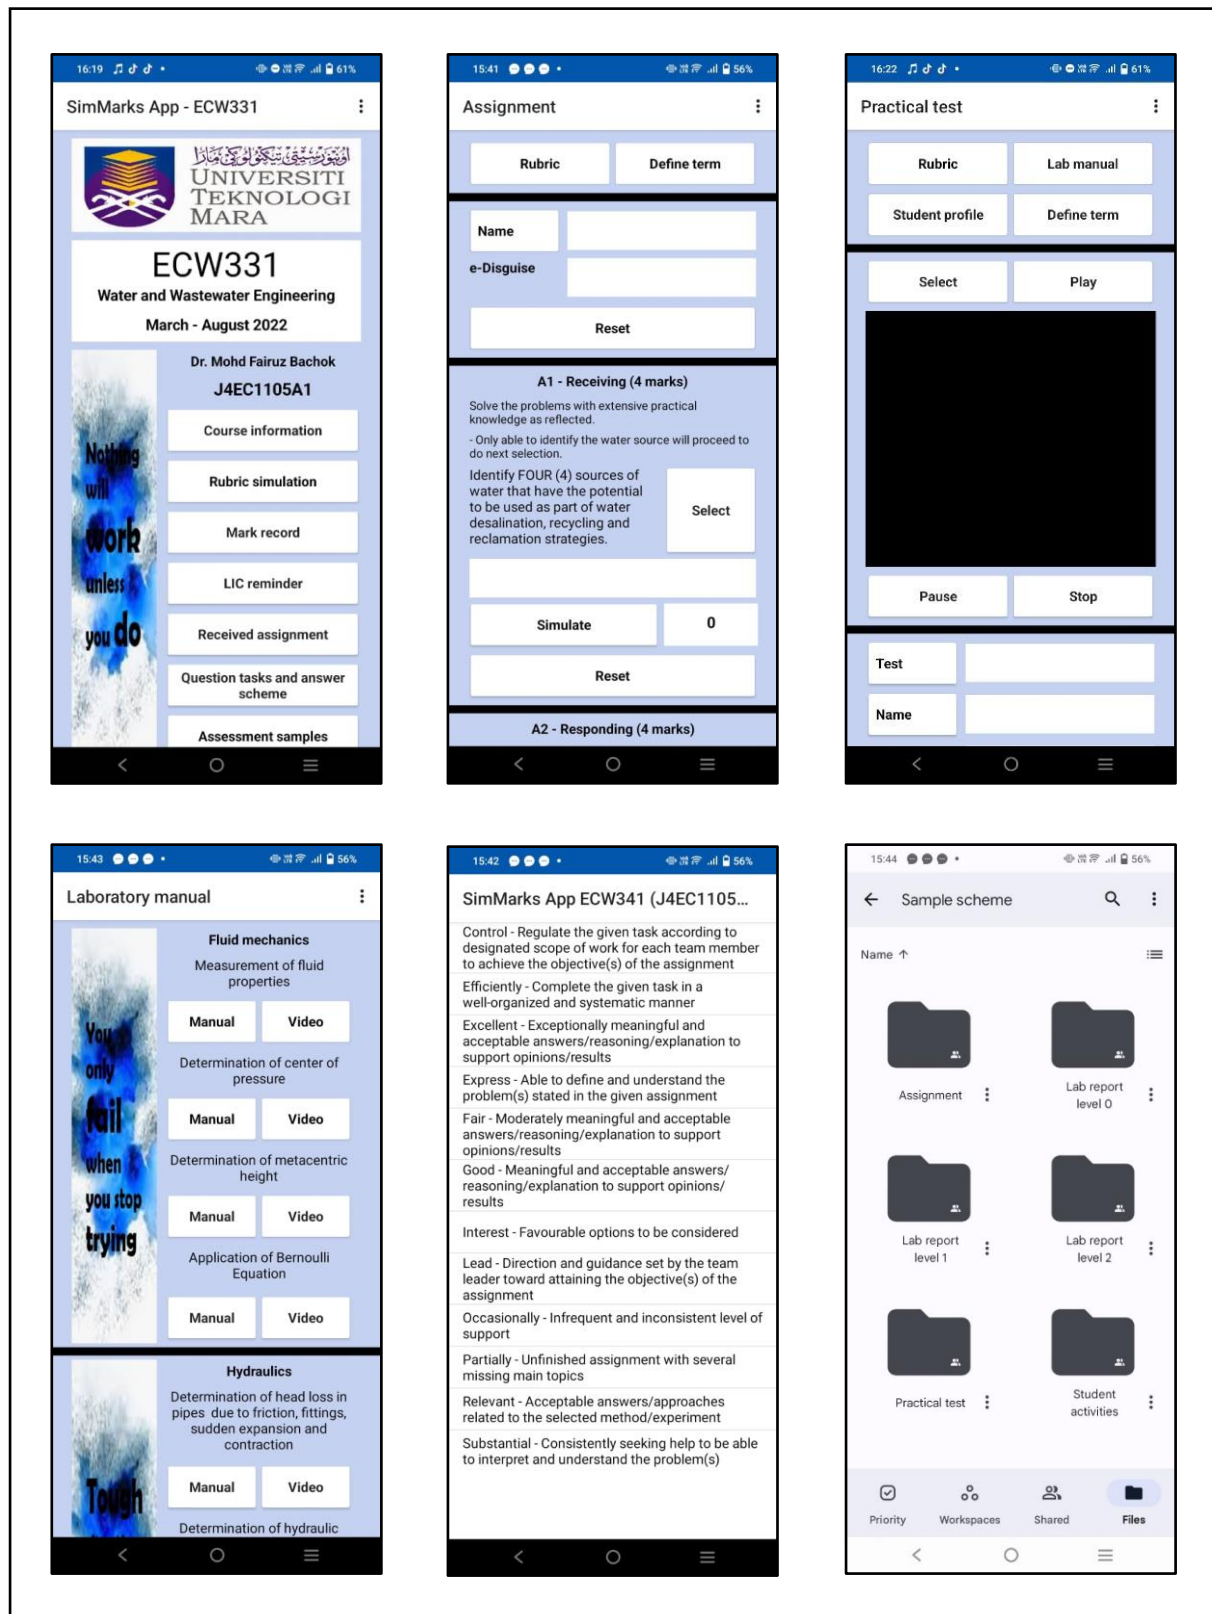 16:19
61%
SimMarks App - ECW331
اونيۏرسيتي تيکنولوڬي مارا
UNIVERSITI
TEKNOLOGI
MARA
ECW331
Water and Wastewater Engineering
March - August 2022
Nothing
will
work
unless
you do
Dr. Mohd Fairuz Bachok
J4EC1105A1
Course information
Rubric simulation
Mark record
LIC reminder
Received assignment
Question tasks and answer
scheme
Assessment samples
15:41
56%
Assignment
Rubric
Define term
Name
e-Disguise
Reset
A1 - Receiving (4 marks)
Solve the problems with extensive practical
knowledge as reflected.
- Only able to identify the water source will proceed to
do next selection.
Identify FOUR (4) sources of
water that have the potential
to be used as part of water
desalination, recycling and
reclamation strategies.
Select
Simulate
0
Reset
A2 - Responding (4 marks)
16:22
61%
Practical test
Rubric
Lab manual
Student profile
Define term
Select
Play
Pause
Stop
Test
Name
15:43
56%
Laboratory manual
You
only
fail
when
you stop
trying
Fluid mechanics
Measurement of fluid
properties
Manual
Video
Determination of center of
pressure
Manual
Video
Determination of metacentric
height
Manual
Video
Application of Bernoulli
Equation
Manual
Video
Tough
Hydraulics
Determination of head loss in
pipes due to friction, fittings,
sudden expansion and
contraction
Manual
Video
Determination of hydraulic
15:42
56%
SimMarks App ECW341 (J4EC1105...
Control - Regulate the given task according to
designated scope of work for each team member
to achieve the objective(s) of the assignment
Efficiently - Complete the given task in a
well-organized and systematic manner
Excellent - Exceptionally meaningful and
acceptable answers/reasoning/explanation to
support opinions/results
Express - Able to define and understand the
problem(s) stated in the given assignment
Fair - Moderately meaningful and acceptable
answers/reasoning/explanation to support
opinions/results
Good - Meaningful and acceptable answers/
reasoning/explanation to support opinions/
results
Interest - Favourable options to be considered
Lead - Direction and guidance set by the team
leader toward attaining the objective(s) of the
assignment
Occasionally - Infrequent and inconsistent level of
support
Partially - Unfinished assignment with several
missing main topics
Relevant - Acceptable answers/approaches
related to the selected method/experiment
Substantial - Consistently seeking help to be able
to interpret and understand the problem(s)
15:44
56%
Sample scheme
Name
Assignment
Lab report
level 0
Lab report
level 1
Lab report
level 2
Practical test
Student
activities
Priority
Workspaces
Shared
Files